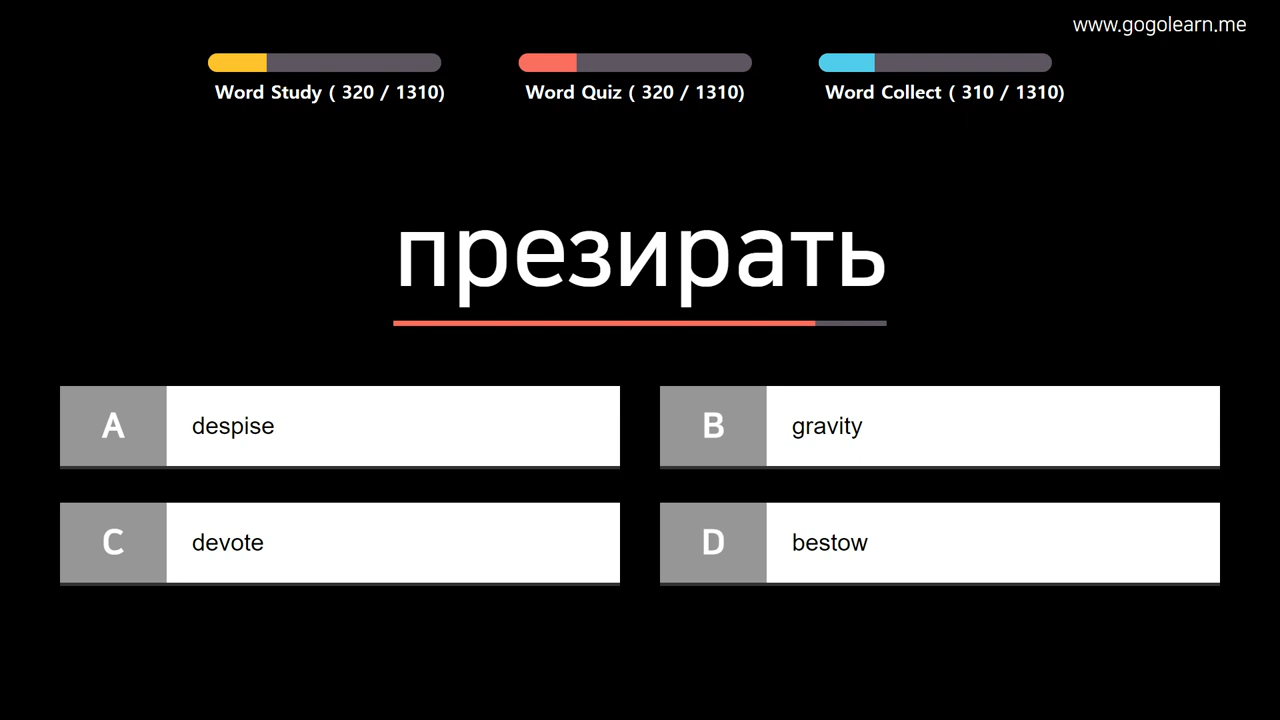 www.gogolearn.me
Word Study ( 320 / 1310)
Word Quiz ( 320 / 1310)
Word Collect ( 310 / 1310)
презирать
A despise
B gravity
C devote
D bestow